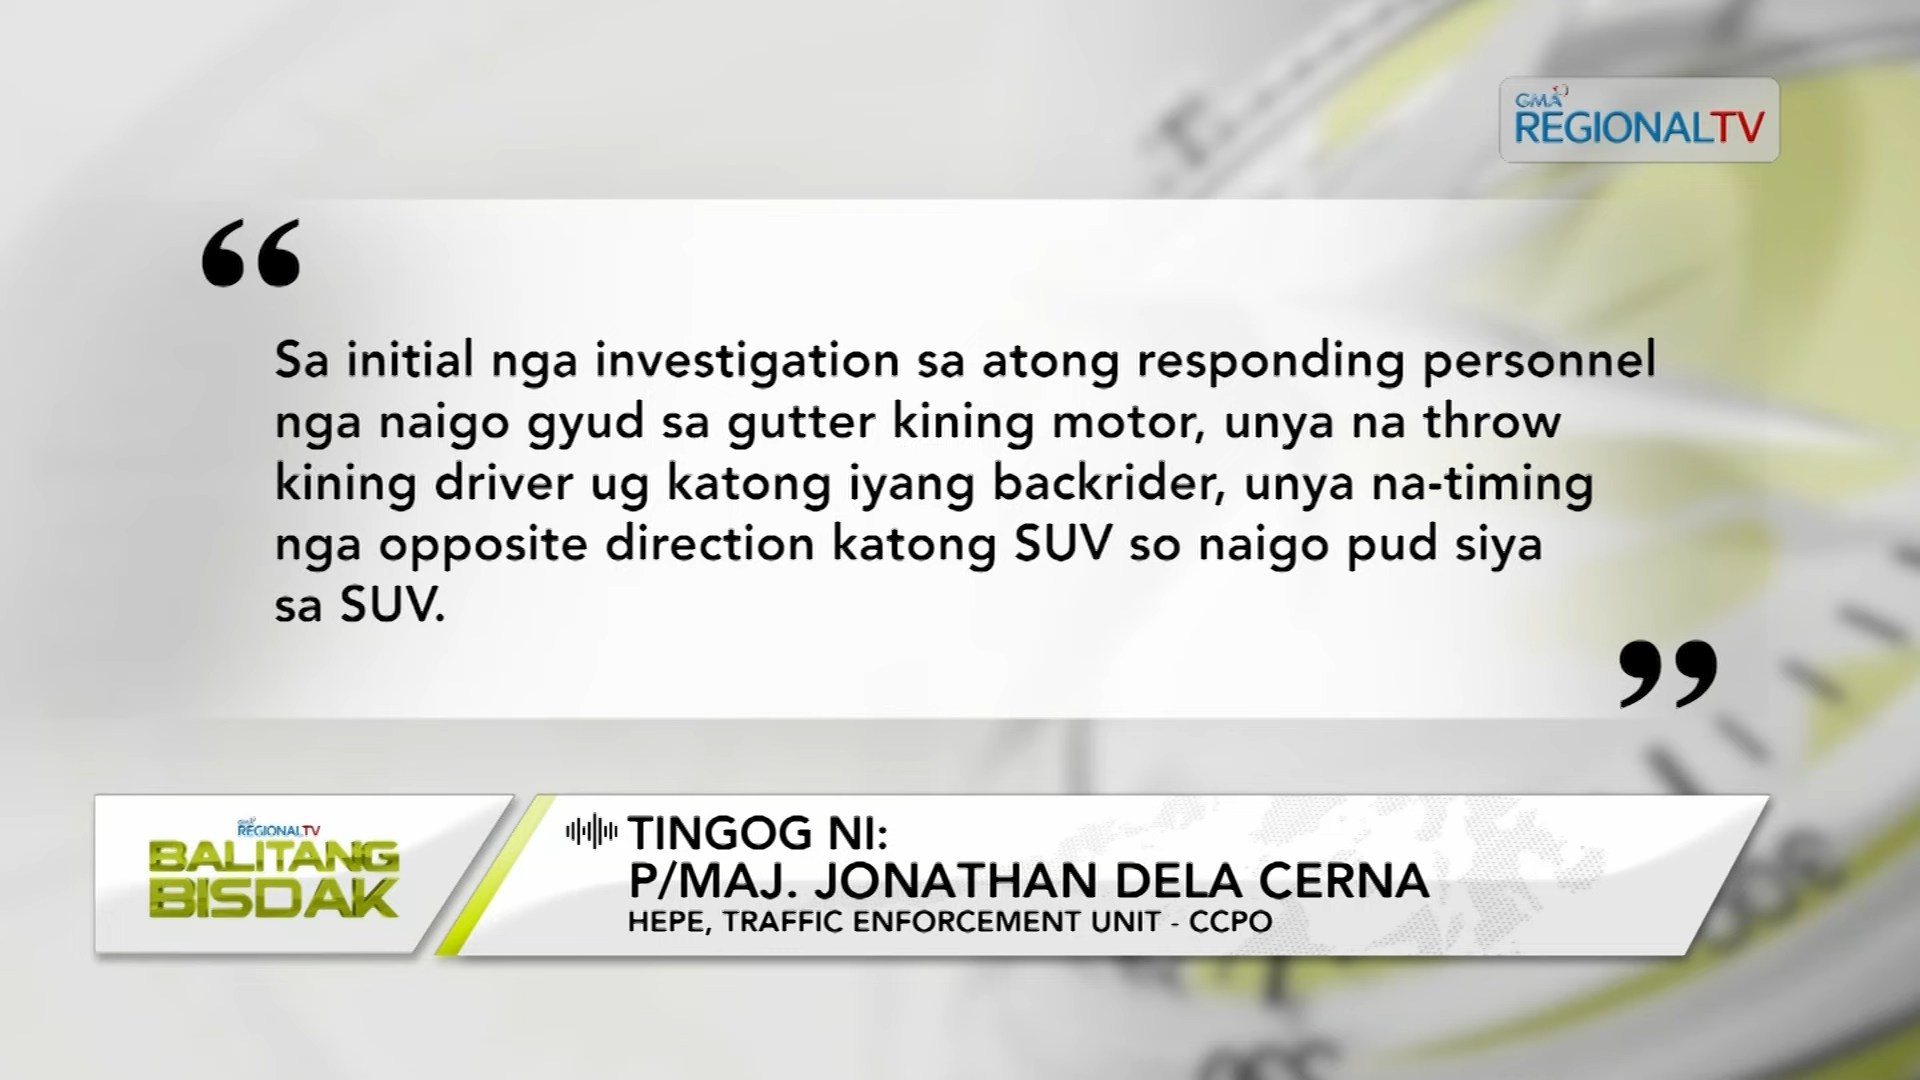 GMA
REGIONALTV
“
Sa initial nga investigation sa atong responding personnel
nga naigo gyud sa gutter kining motor, unya na throw
kining driver ug katong iyang backrider, unya na-timing
nga opposite direction katong SUV so naigo pud siya
sa SUV.
”
GMA
REGIONALTV
BALITANG
BISDAK
TINGOG NI:
P/MAJ. JONATHAN DELA CERNA
HEPE, TRAFFIC ENFORCEMENT UNIT - CCPO